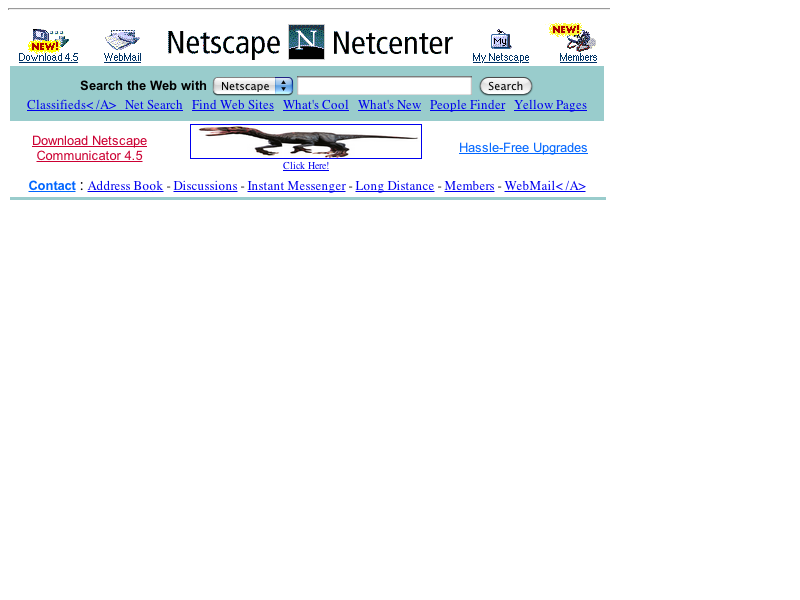 NEW! Download 4.5 WebMail Netscape N Netcenter My My Netscape NEW! Members
Search the Web with Netscape Search
Classifieds</A> Net Search Find Web Sites What's Cool What's New People Finder Yellow Pages
Download Netscape
Communicator 4.5
Click Here!
Hassle-Free Upgrades
Contact : Address Book - Discussions - Instant Messenger - Long Distance - Members - WebMail</A>